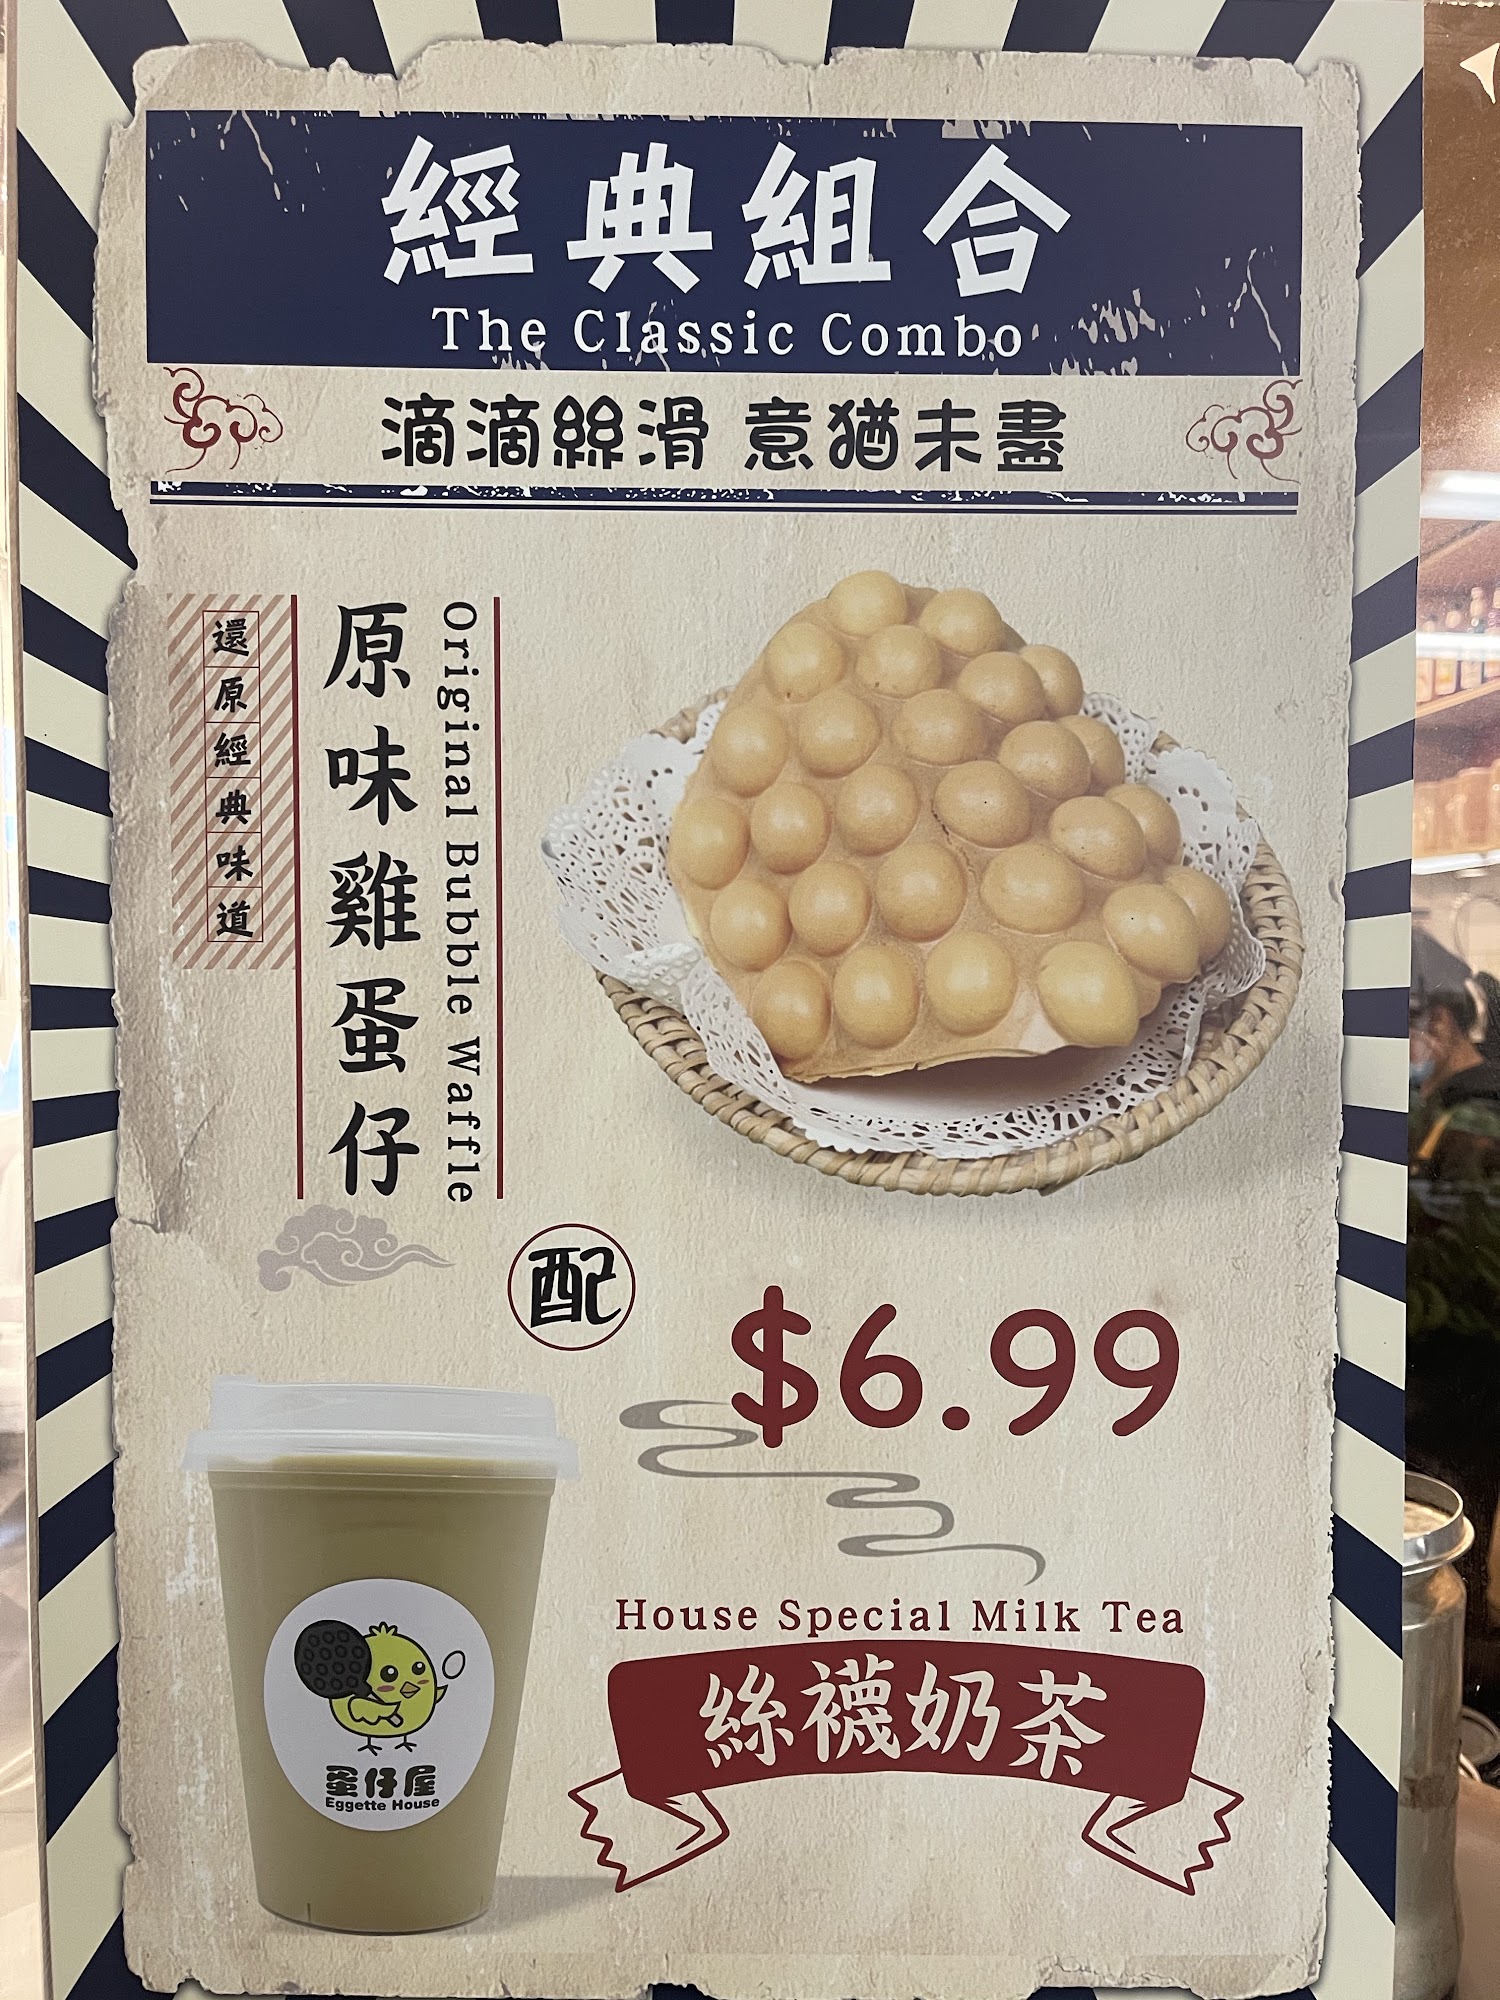 經典組合
The Classic Combo
滴滴絲滑 意猶未盡
還原經典味道
原味雞蛋仔
Original Bubble Waffle
配
$6.99
House Special Milk Tea
絲襪奶茶
蛋仔屋
Eggette House